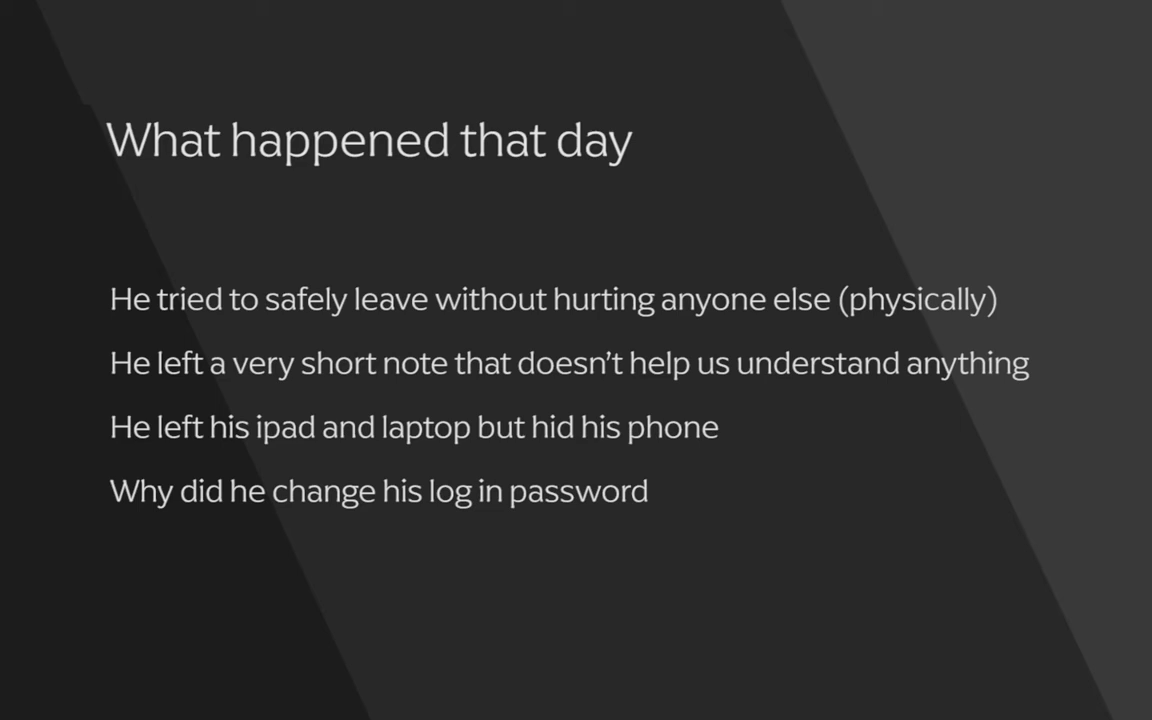 What happened that day
He tried to safely leave without hurting anyone else (physically)
He left a very short note that doesn’t help us understand anything
He left his ipad and laptop but hid his phone
Why did he change his log in password